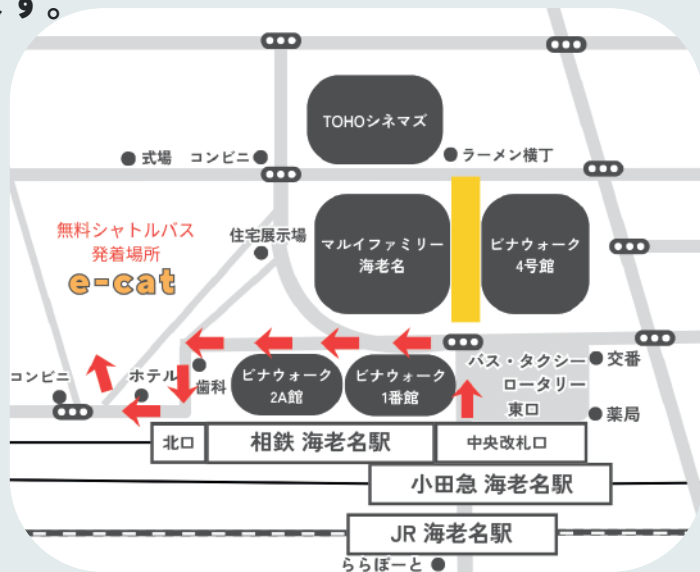 す。
TOHOシネマズ
式場
コンビニ
ラーメン横丁
無料シャトルバス
発着場所
e-cat
住宅展示場
マルイファミリー
海老名
ビナウォーク
4号館
バス・タクシー
ロータリー
東口
交番
薬局
コンビニ
ホテル
歯科
ビナウォーク
2A館
ビナウォーク
1番館
北口
相鉄 海老名駅
中央改札口
小田急 海老名駅
JR 海老名駅
ららぽーと